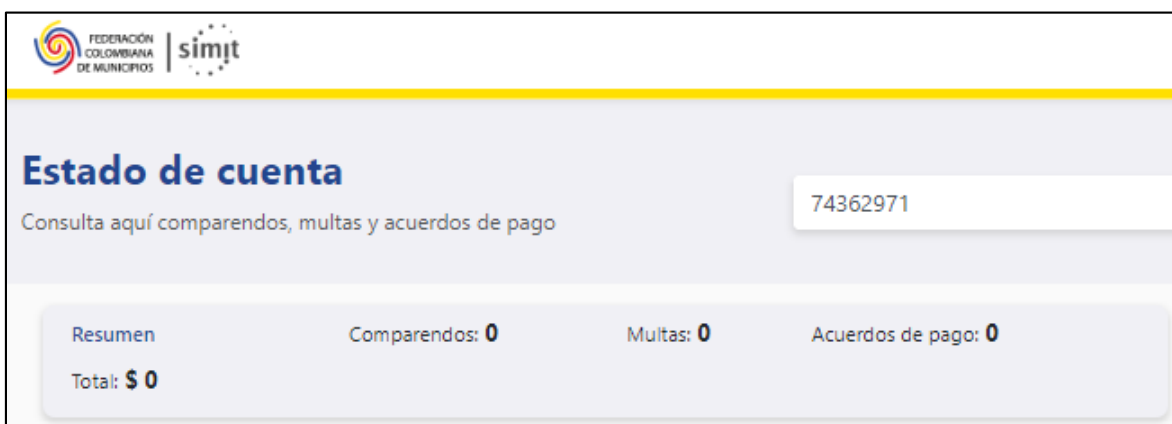 FEDERACIÓN
COLOMBIANA
DE MUNICIPIOS
simit
Estado de cuenta
Consulta aquí comparendos, multas y acuerdos de pago
74362971
Resumen Comparendos: 0 Multas: 0 Acuerdos de pago: 0
Total: $ 0